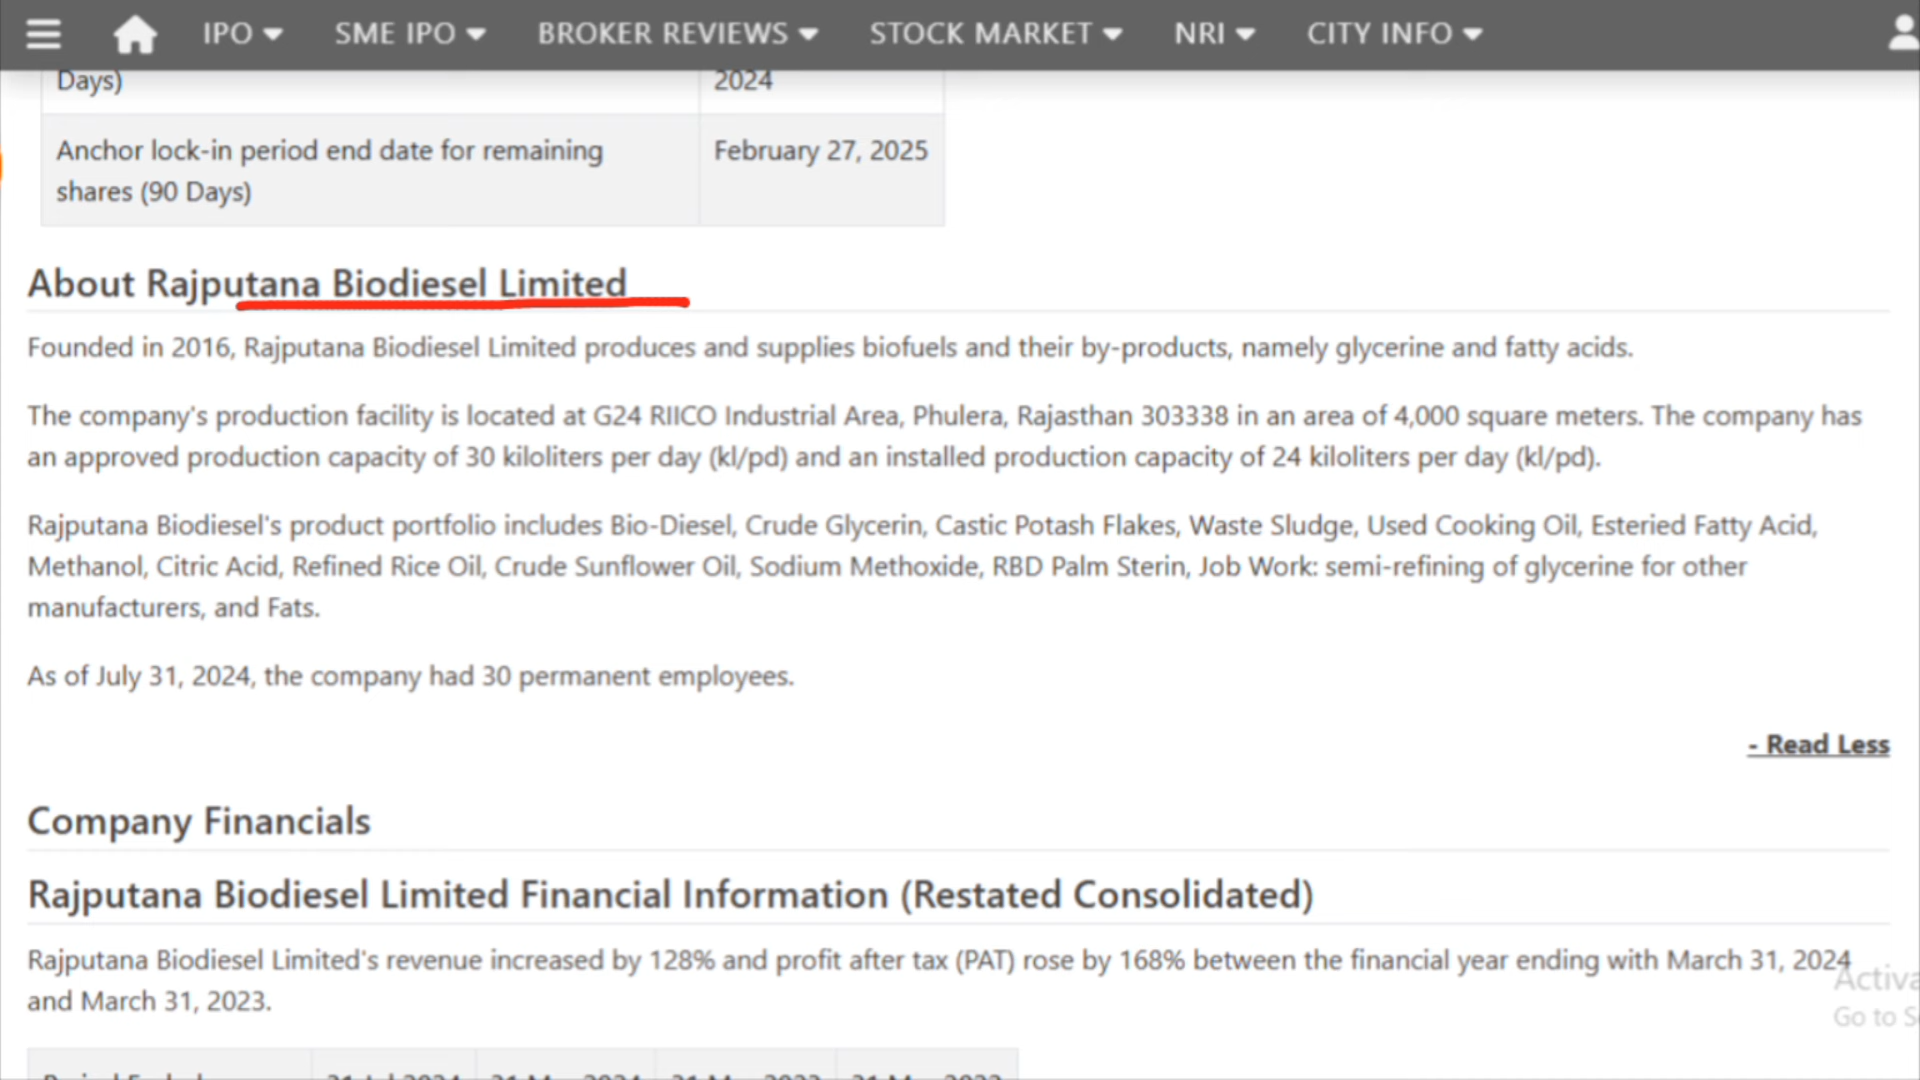 IPO SME IPO BROKER REVIEWS STOCK MARKET NRI CITY INFO
Days) 2024
Anchor lock-in period end date for remaining February 27, 2025
shares (90 Days)
About Rajputana Biodiesel Limited
Founded in 2016, Rajputana Biodiesel Limited produces and supplies biofuels and their by-products, namely glycerine and fatty acids.
The company's production facility is located at G24 RIICO Industrial Area, Phulera, Rajasthan 303338 in an area of 4,000 square meters. The company has
an approved production capacity of 30 kiloliters per day (kl/pd) and an installed production capacity of 24 kiloliters per day (kl/pd).
Rajputana Biodiesel's product portfolio includes Bio-Diesel, Crude Glycerin, Castic Potash Flakes, Waste Sludge, Used Cooking Oil, Esteried Fatty Acid,
Methanol, Citric Acid, Refined Rice Oil, Crude Sunflower Oil, Sodium Methoxide, RBD Palm Sterin, Job Work: semi-refining of glycerine for other
manufacturers, and Fats.
As of July 31, 2024, the company had 30 permanent employees.
- Read Less
Company Financials
Rajputana Biodiesel Limited Financial Information (Restated Consolidated)
Rajputana Biodiesel Limited's revenue increased by 128% and profit after tax (PAT) rose by 168% between the financial year ending with March 31, 2024
and March 31, 2023.
Activa
Go to S